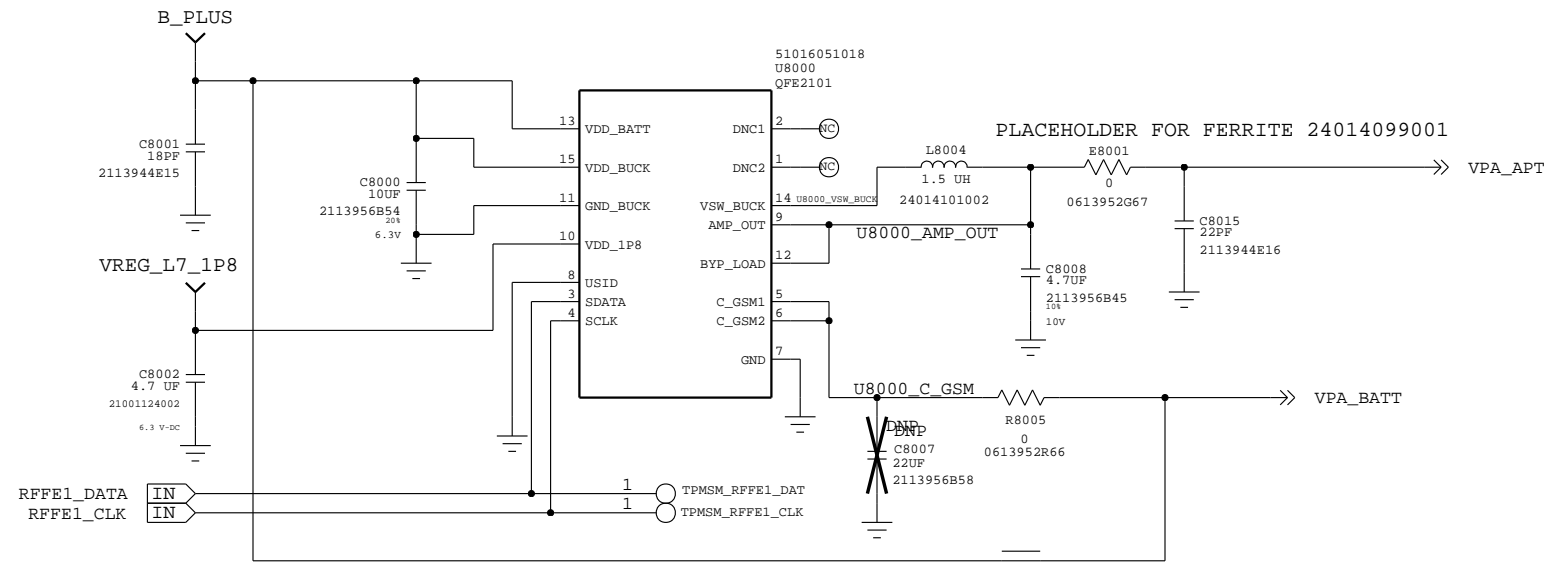 B_PLUS
51016051018
U8000
QFE2101
C8001
18PF
2113944E15
C8000
10UF
2113956B54
20%
6.3V
13 VDD_BATT
15 VDD_BUCK
11 GND_BUCK
10 VDD_1P8
8 USID
3 SDATA
4 SCLK
DNC1 2 NC
DNC2 1 NC
VSW_BUCK 14 U8000_VSW_BUCK
AMP_OUT 9
U8000_AMP_OUT
BYP_LOAD 12
C_GSM1 5
C_GSM2 6
GND 7
PLACEHOLDER FOR FERRITE 24014099001
L8004
1.5 UH
24014101002
E8001
0
0613952G67
VPA_APT
C8015
22PF
2113944E16
C8008
4.7UF
2113956B45
10%
10V
VREG_L7_1P8
C8002
4.7 UF
21001124002
6.3 V-DC
U8000_C_GSM
R8005
0
0613952R66
VPA_BATT
DNP
DNP
C8007
22UF
2113956B58
RFFE1_DATA IN 1 TPMSM_RFFE1_DAT
RFFE1_CLK IN 1 TPMSM_RFFE1_CLK